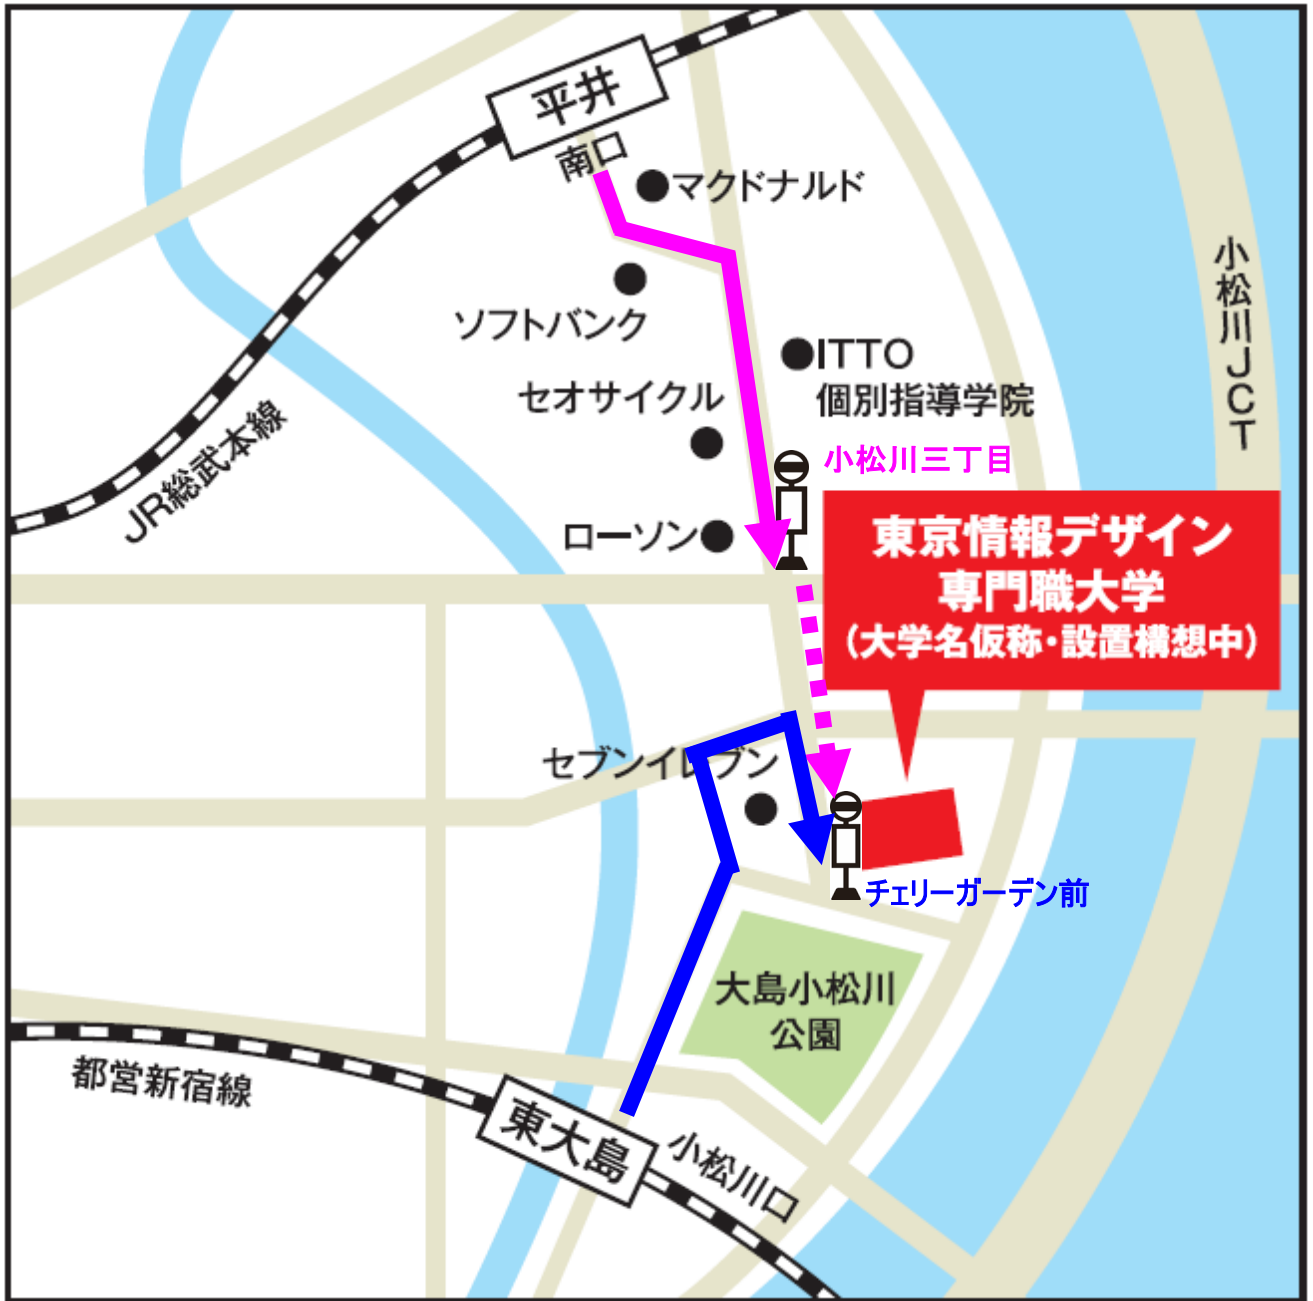 平井
南口
マクドナルド
ソフトバンク
小松川JCT
ITTO
個別指導学院
セオサイクル
JR総武本線
小松川三丁目
ローソン
東京情報デザイン
専門職大学
(大学名仮称・設置構想中)
セブンイレブン
チェリーガーデン前
大島小松川
公園
都営新宿線
東大島
小松川口